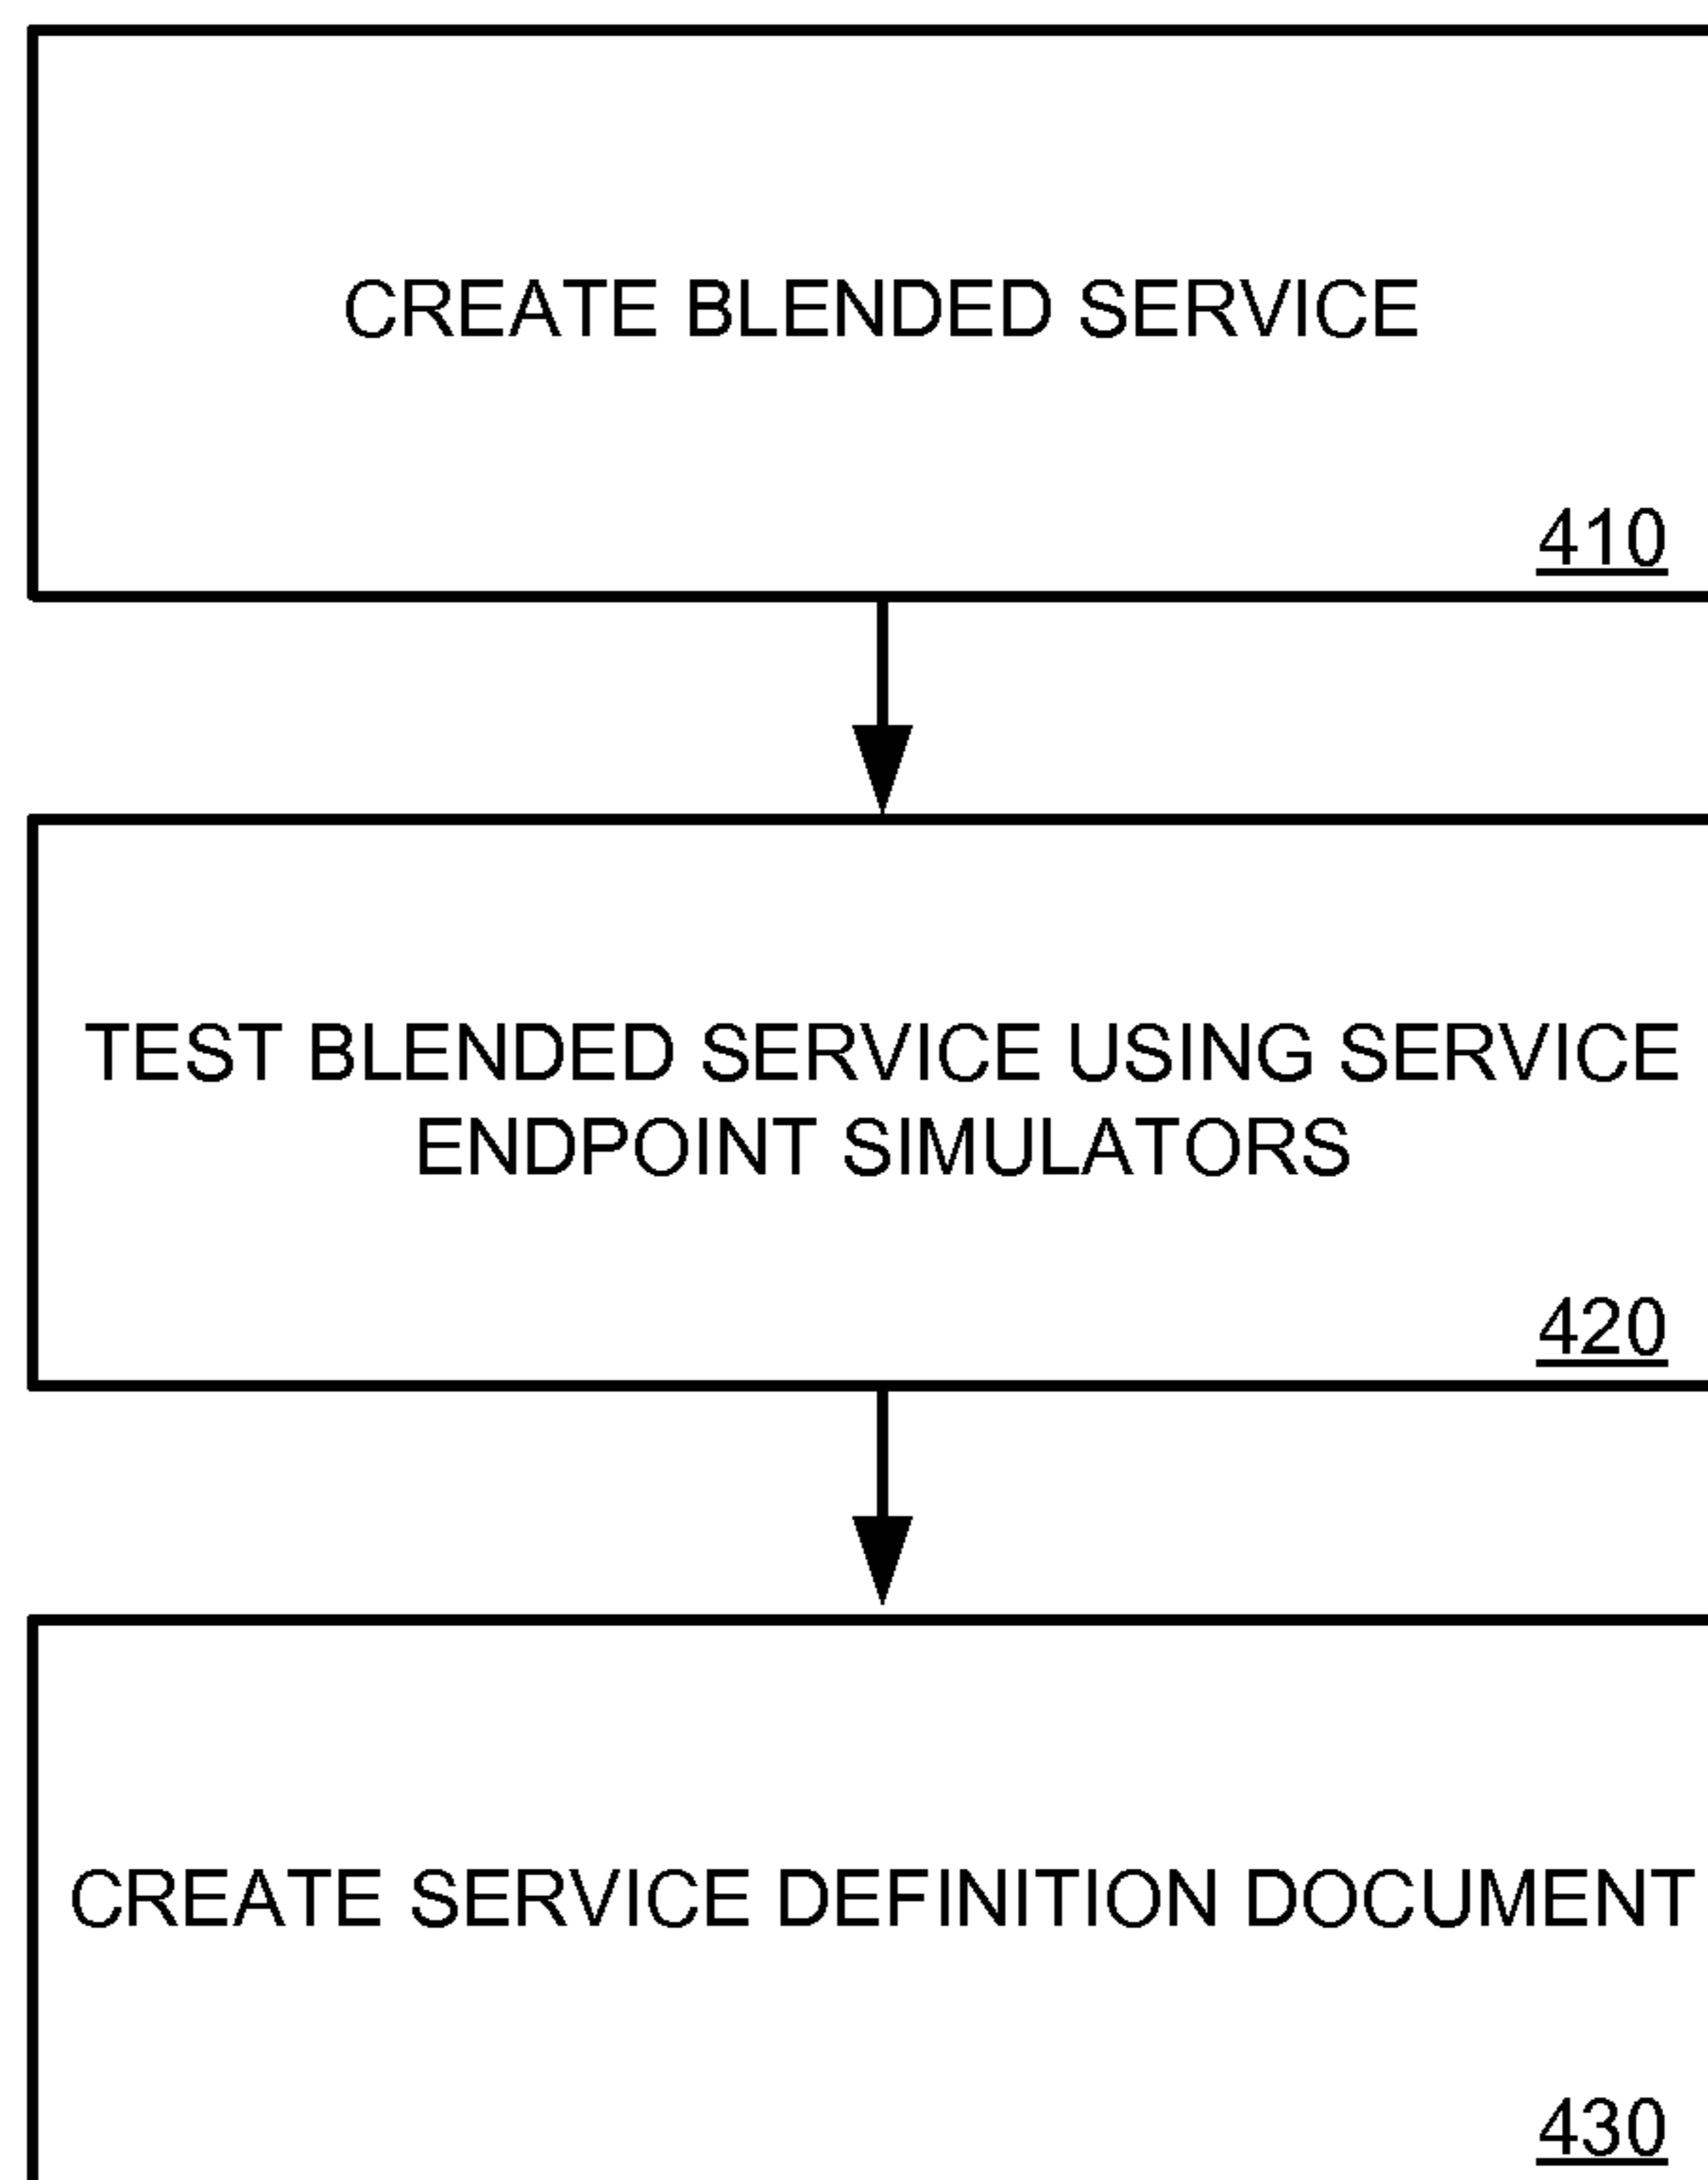 CREATE BLENDED SERVICE
410
TEST BLENDED SERVICE USING SERVICE
ENDPOINT SIMULATORS
420
CREATE SERVICE DEFINITION DOCUMENT
430